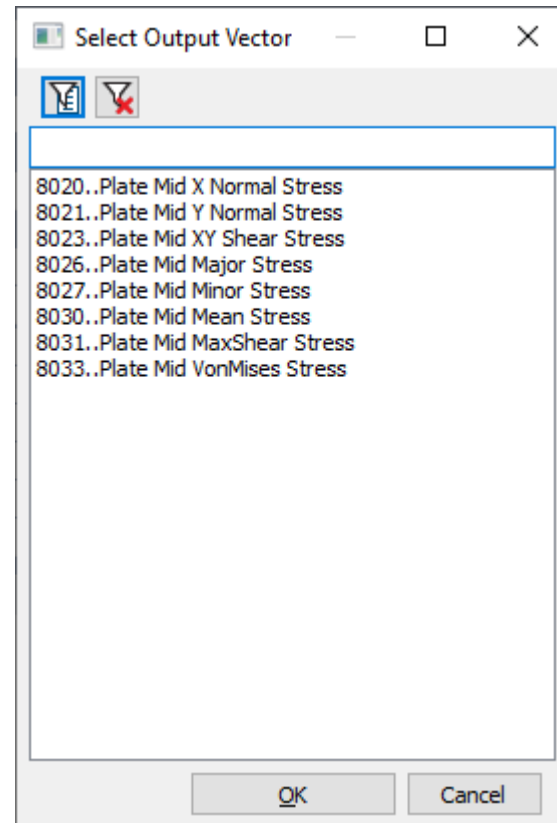 Select Output Vector
8020..Plate Mid X Normal Stress
8021..Plate Mid Y Normal Stress
8023..Plate Mid XY Shear Stress
8026..Plate Mid Major Stress
8027..Plate Mid Minor Stress
8030..Plate Mid Mean Stress
8031..Plate Mid MaxShear Stress
8033..Plate Mid VonMises Stress
OK Cancel